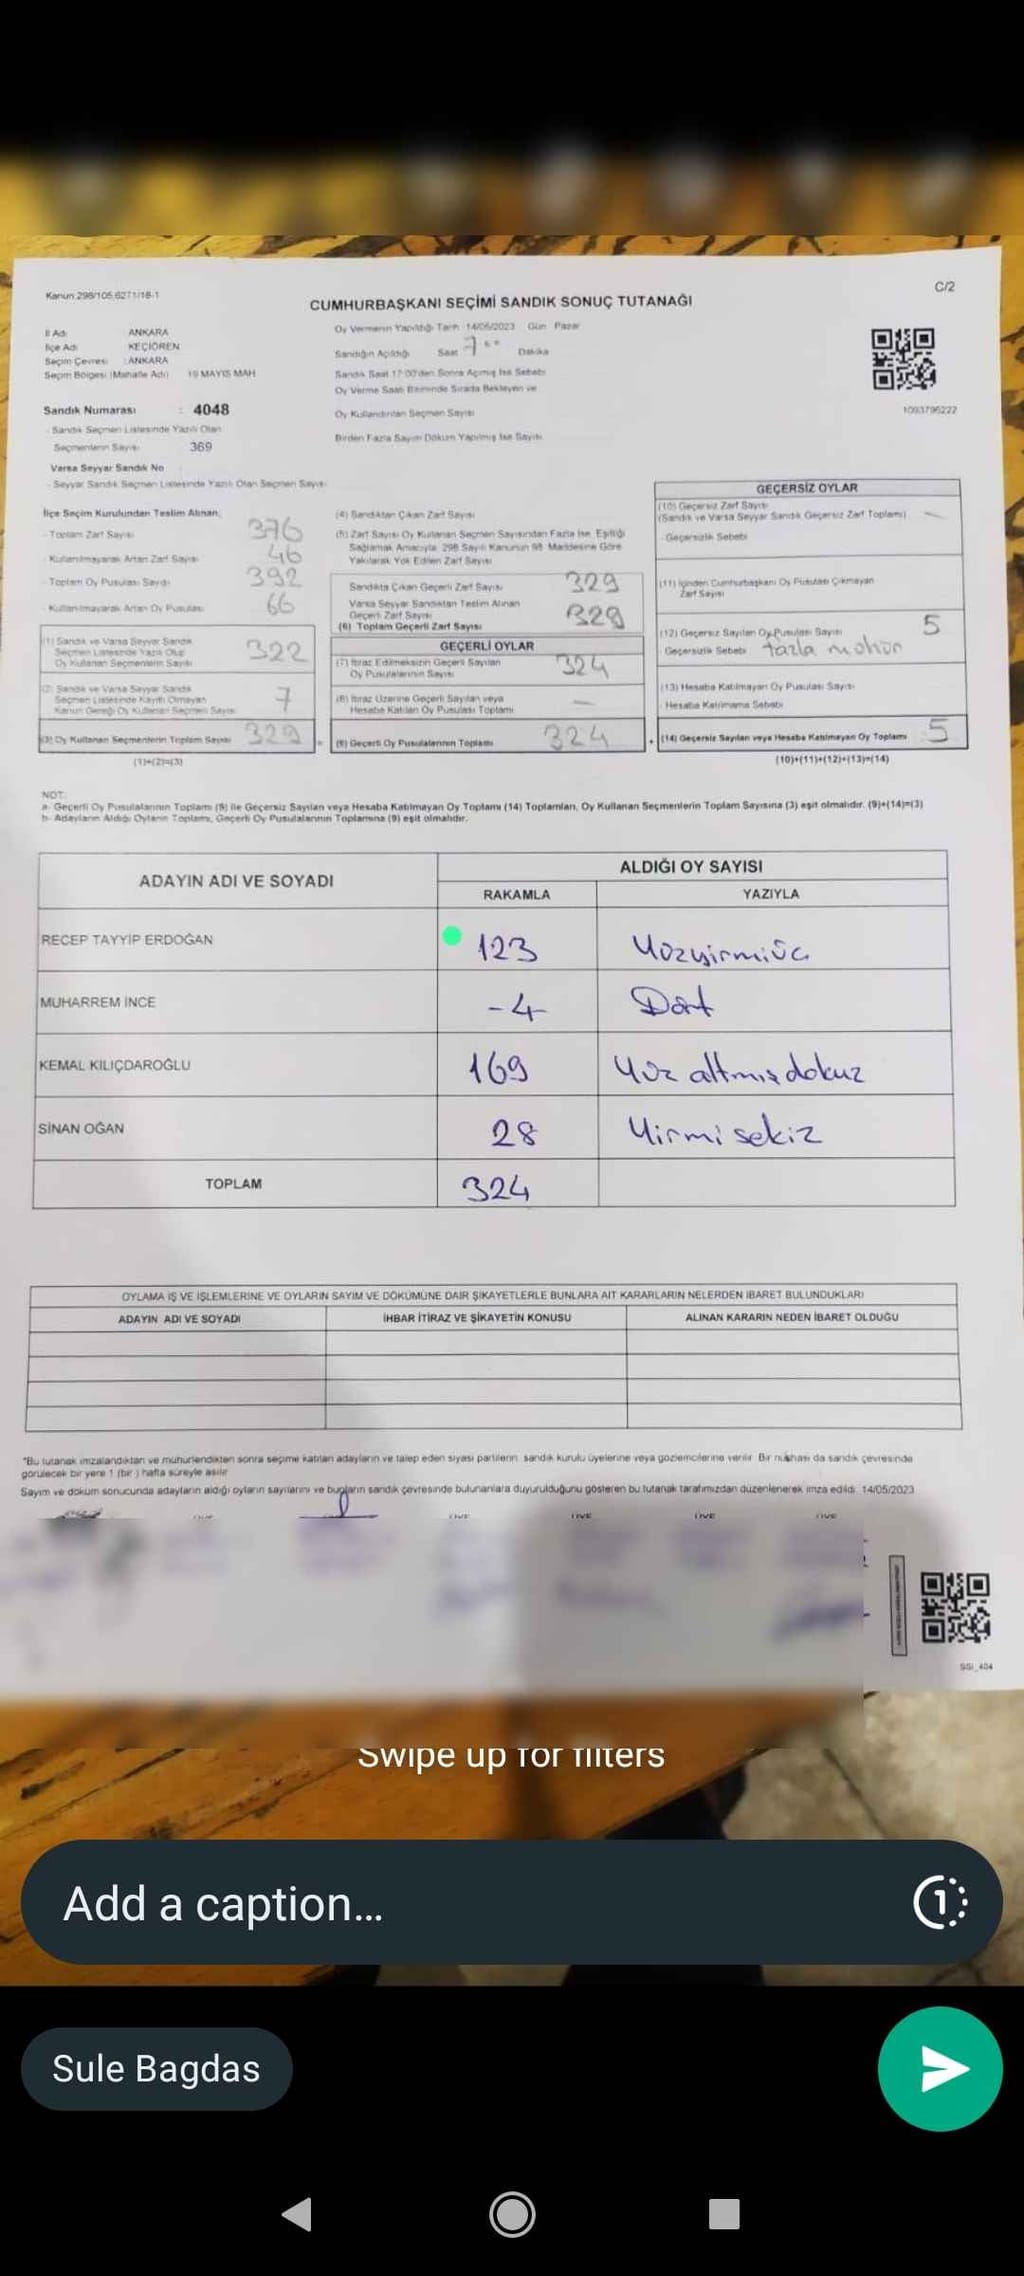 Kanun 298/105,6271/18-1
C/2
CUMHURBAŞKANI SEÇİMİ SANDIK SONUÇ TUTANAĞI
İl Adı ANKARA
İlçe Adı KEÇİÖREN
Seçim Çevresi : ANKARA
Seçim Bölgesi (Mahalle Adı) 19 MAYIS MAH
Sandık Numarası : 4048
- Sandık Seçmen Listesinde Yazılı Olan
Seçmenlerin Sayısı 369
Varsa Seyyar Sandık No
- Seyyar Sandık Seçmen Listesinde Yazılı Olan Seçmen Sayısı
Oy Vermenin Yapıldığı Tarih 14/05/2023 Gün Pazar
Sandığın Açıldığı Saat 7 Dakika
Sandık Saat 17:00'den Sonra Açılmış İse Sebebi
Oy Verme Saati Bitiminde Sırada Bekleyen ve
Oy Kullandırılan Seçmen Sayısı
Birden Fazla Sayım Döküm Yapılmış İse Sayısı
1093796222
İlçe Seçim Kurulundan Teslim Alınan;
- Toplam Zarf Sayısı 376
- Kullanılmayarak Artan Zarf Sayısı 46
- Toplam Oy Pusulası Sayısı 392
- Kullanılmayarak Artan Oy Pusulası 66
(1) Sandık ve Varsa Seyyar Sandık
Seçmen Listesinde Yazılı Olup
Oy Kullanan Seçmenlerin Sayısı 322
(2) Sandık ve Varsa Seyyar Sandık
Seçmen Listesinde Kayıtlı Olmayan
Kanun Gereği Oy Kullanan Seçmen Sayısı 7
(3) Oy Kullanan Seçmenlerin Toplam Sayısı 329
(1)+(2)=(3)
(4) Sandıktan Çıkan Zarf Sayısı
(5) Zarf Sayısı Oy Kullanan Seçmen Sayısından Fazla İse, Eşitliği
Sağlamak Amacıyla, 298 Sayılı Kanunun 98. Maddesine Göre
Yakılarak Yok Edilen Zarf Sayısı
Sandıkta Çıkan Geçerli Zarf Sayısı 329
Varsa Seyyar Sandıktan Teslim Alınan
Geçerli Zarf Sayısı
(6) Toplam Geçerli Zarf Sayısı 329
GEÇERLİ OYLAR
(7) İtiraz Edilmeksizin Geçerli Sayılan
Oy Pusulalarının Sayısı 324
(8) İtiraz Üzerine Geçerli Sayılan veya
Hesaba Katılan Oy Pusulası Toplamı —
(9) Geçerli Oy Pusulalarının Toplamı 324
GEÇERSİZ OYLAR
(10) Geçersiz Zarf Sayısı
(Sandık ve Varsa Seyyar Sandık Geçersiz Zarf Toplamı) —
- Geçersizlik Sebebi
(11) İçinden Cumhurbaşkanı Oy Pusulası Çıkmayan
Zarf Sayısı
(12) Geçersiz Sayılan Oy Pusulası Sayısı 5
- Geçersizlik Sebebi fazla mühür
(13) Hesaba Katılmayan Oy Pusulası Sayısı
- Hesaba Katılmama Sebebi
(14) Geçersiz Sayılan veya Hesaba Katılmayan Oy Toplamı 5
(10)+(11)+(12)+(13)=(14)
NOT:
a- Geçerli Oy Pusulalarının Toplamı (9) ile Geçersiz Sayılan veya Hesaba Katılmayan Oy Toplamı (14) Toplamları, Oy Kullanan Seçmenlerin Toplam Sayısına (3) eşit olmalıdır. (9)+(14)=(3)
b- Adayların Aldığı Oyların Toplamı, Geçerli Oy Pusulalarının Toplamına (9) eşit olmalıdır.
ADAYIN ADI VE SOYADI
ALDIĞI OY SAYISI
RAKAMLA YAZIYLA
RECEP TAYYİP ERDOĞAN 123 Yüzyirmiüç
MUHARREM İNCE -4 Dört
KEMAL KILIÇDAROĞLU 169 Yüz altmış dokuz
SİNAN OĞAN 28 Yirmi sekiz
TOPLAM 324
OYLAMA İŞ VE İŞLEMLERİNE VE OYLARIN SAYIM VE DÖKÜMÜNE DAİR ŞİKAYETLERLE BUNLARA AİT KARARLARIN NELERDEN İBARET BULUNDUKLARI
ADAYIN ADI VE SOYADI İHBAR İTİRAZ VE ŞİKAYETİN KONUSU ALINAN KARARIN NEDEN İBARET OLDUĞU
*Bu tutanak imzalandıktan ve mühürlendikten sonra seçime katılan adayların ve talep eden siyasi partilerin sandık kurulu üyelerine veya gözlemcilerine verilir. Bir nüshası da sandık çevresinde
görülecek bir yere 1 (bir) hafta süreyle asılır
Sayım ve döküm sonucunda adayların aldığı oyların sayılarını ve bunların sandık çevresinde bulunanlara duyurulduğunu gösteren bu tutanak tarafımızdan düzenlenerek imza edildi. 14/05/2023
Swipe up for filters
Add a caption...
1
Sule Bagdas